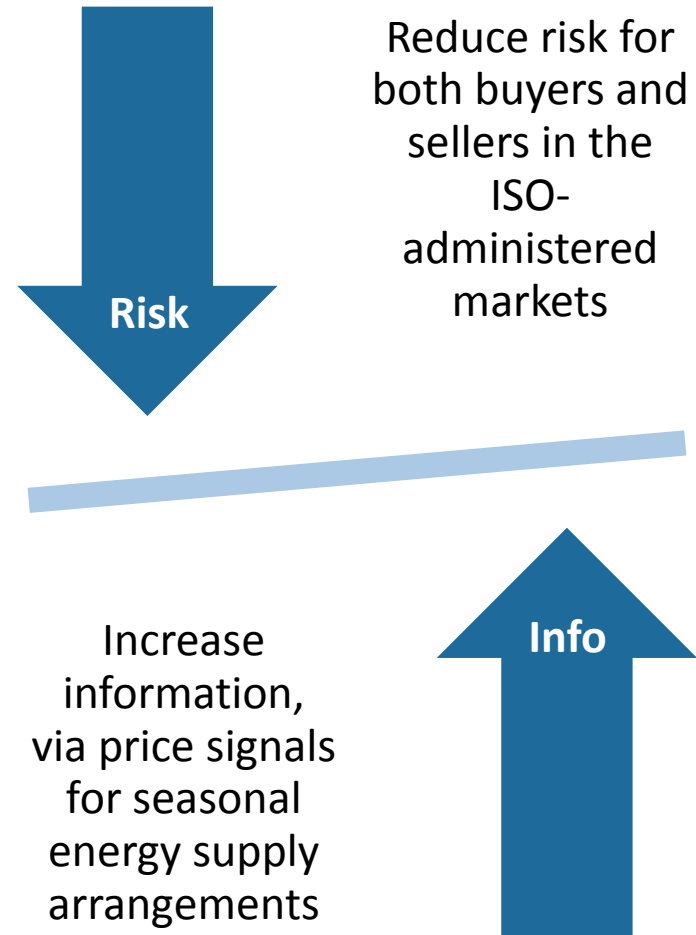 Reduce risk for
both buyers and
sellers in the
ISO-
administered
markets
Risk
Info
Increase
information,
via price signals
for seasonal
energy supply
arrangements